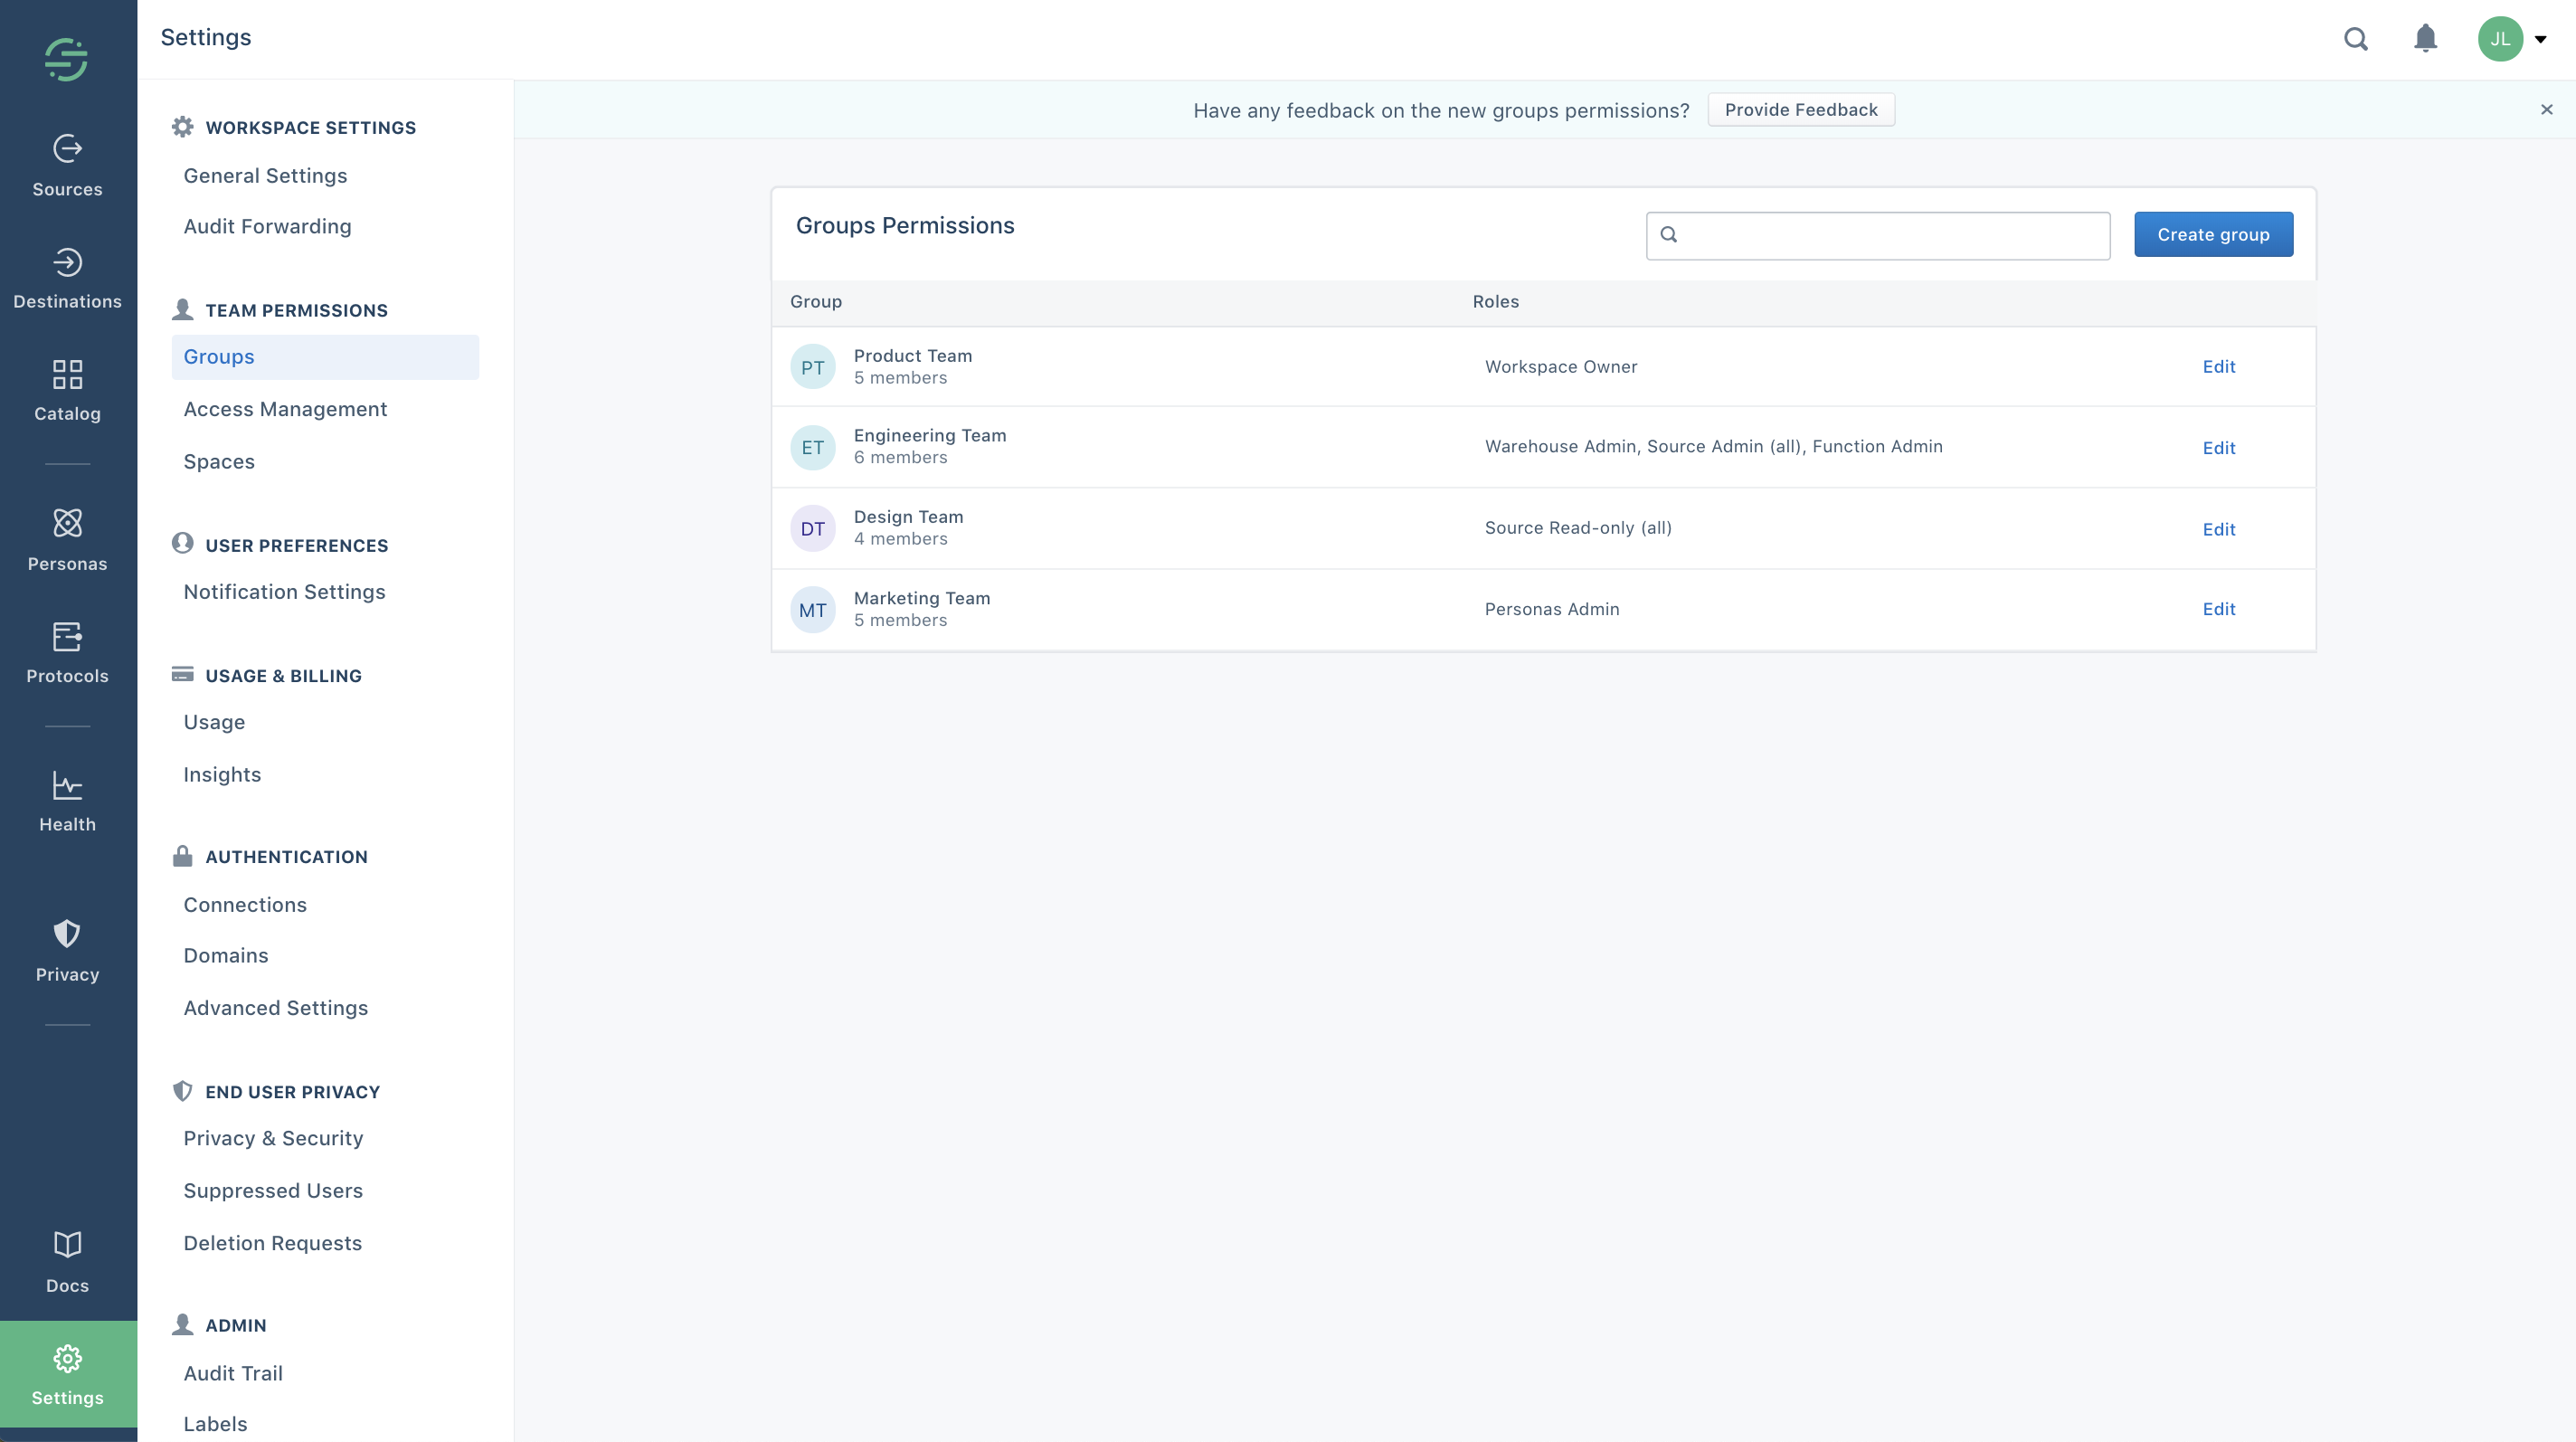 Settings
JL
Sources
Destinations
Catalog
Personas
Protocols
Health
Privacy
Docs
Settings
WORKSPACE SETTINGS
General Settings
Audit Forwarding
TEAM PERMISSIONS
Groups
Access Management
Spaces
USER PREFERENCES
Notification Settings
USAGE & BILLING
Usage
Insights
AUTHENTICATION
Connections
Domains
Advanced Settings
END USER PRIVACY
Privacy & Security
Suppressed Users
Deletion Requests
ADMIN
Audit Trail
Labels
Have any feedback on the new groups permissions? Provide Feedback
Groups Permissions
Create group
Group Roles
PT Product Team
5 members
Workspace Owner Edit
ET Engineering Team
6 members
Warehouse Admin, Source Admin (all), Function Admin Edit
DT Design Team
4 members
Source Read-only (all) Edit
MT Marketing Team
5 members
Personas Admin Edit